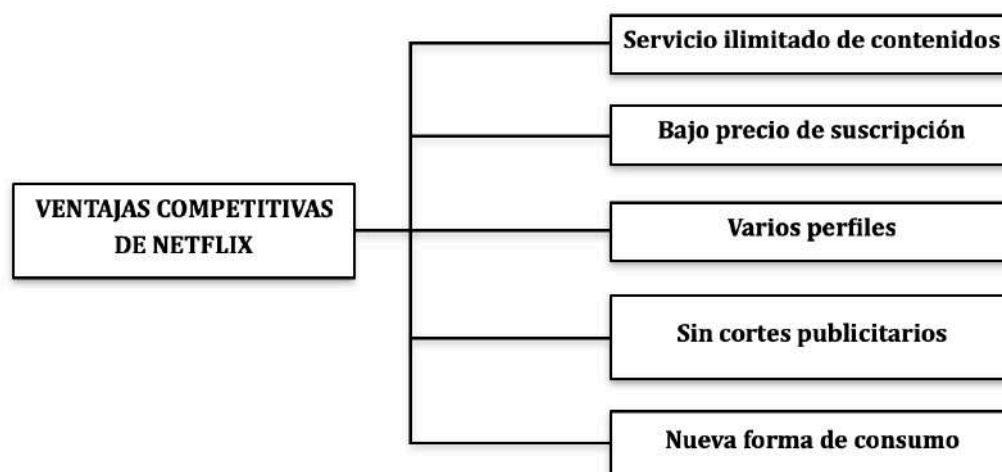 VENTAJAS COMPETITIVAS
DE NETFLIX
Servicio ilimitado de contenidos
Bajo precio de suscripción
Varios perfiles
Sin cortes publicitarios
Nueva forma de consumo